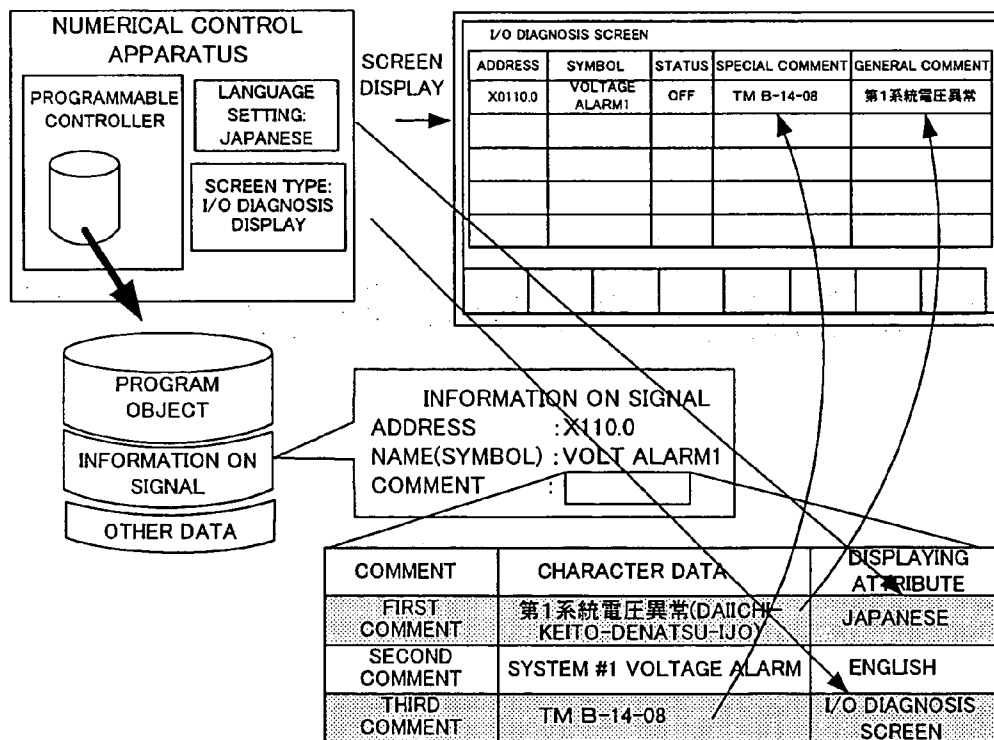 NUMERICAL CONTROL
APPARATUS
PROGRAMMABLE
CONTROLLER
LANGUAGE
SETTING:
JAPANESE
SCREEN TYPE:
I/O DIAGNOSIS
DISPLAY
SCREEN
DISPLAY
I/O DIAGNOSIS SCREEN
ADDRESS SYMBOL STATUS SPECIAL COMMENT GENERAL COMMENT
X0110.0 VOLTAGE ALARM1 OFF TM B-14-08 第1系統電圧異常
PROGRAM
OBJECT
INFORMATION ON
SIGNAL
OTHER DATA
INFORMATION ON SIGNAL
ADDRESS :X110.0
NAME(SYMBOL) :VOLT ALARM1
COMMENT :
COMMENT CHARACTER DATA DISPLAYING ATTRIBUTE
FIRST COMMENT 第1系統電圧異常(DAIICHI-KEITO-DENATSU-IJO) JAPANESE
SECOND COMMENT SYSTEM #1 VOLTAGE ALARM ENGLISH
THIRD COMMENT TM B-14-08 I/O DIAGNOSIS SCREEN